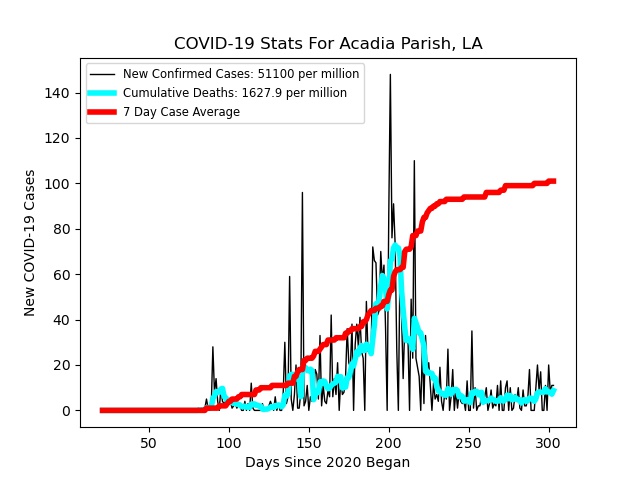 COVID-19 Stats For Acadia Parish, LA
New Confirmed Cases: 51100 per million
Cumulative Deaths: 1627.9 per million
7 Day Case Average
New COVID-19 Cases
140
120
100
80
60
40
20
0
50 100 150 200 250 300
Days Since 2020 Began